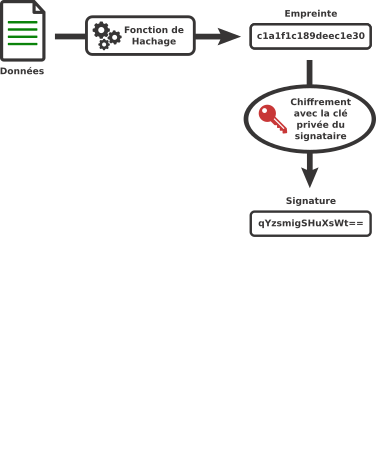 Données
Fonction de
Hachage
Empreinte
c1a1f1c189deec1e30
Chiffrement
avec la clé
privée du
signataire
Signature
qYzsmigSHuXsWt==